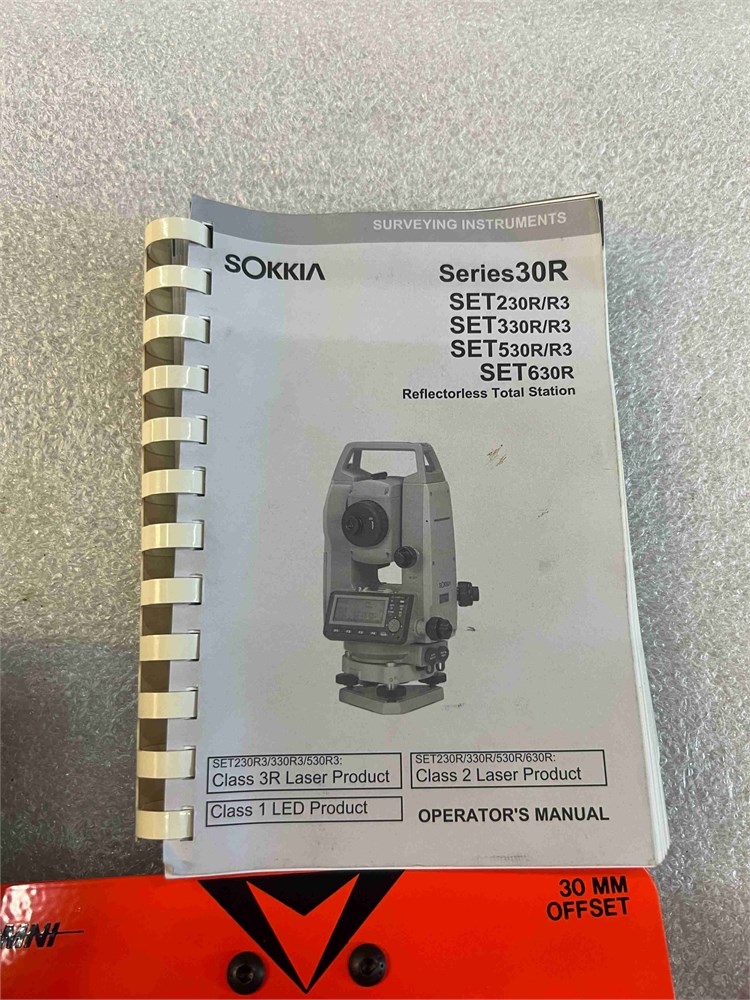 SURVEYING INSTRUMENTS
SOKKIA
Series30R
SET230R/R3
SET330R/R3
SET530R/R3
SET630R
Reflectorless Total Station
SOKKIA
SET230R3/330R3/530R3:
Class 3R Laser Product
SET230R/330R/530R/630R:
Class 2 Laser Product
Class 1 LED Product
OPERATOR'S MANUAL
30 MM
OFFSET